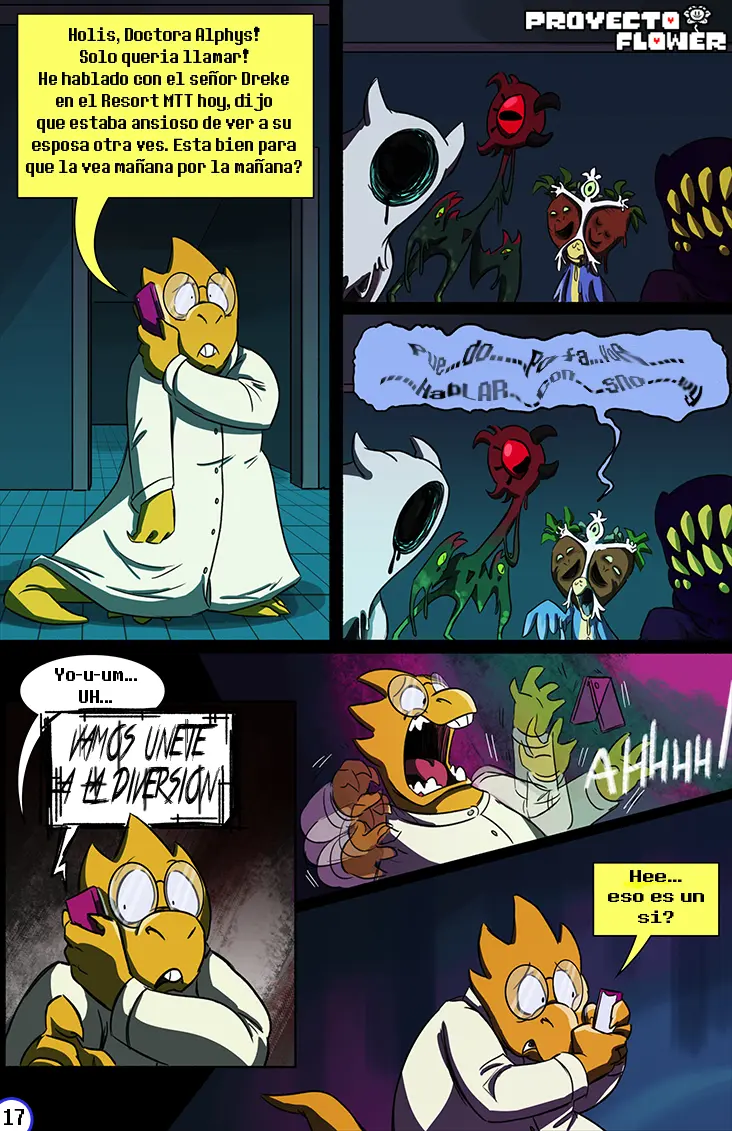 PROYECTO
FLOWER
Holis, Doctora Alphys!
Solo queria llamar!
He hablado con el señor Dreke
en el Resort MTT hoy, dijo
que estaba ansioso de ver a su
esposa otra ves. Esta bien para
que la vea mañana por la mañana?
Pue...do......Po fa...voR......
......HabLAR......con...sno......wy
Yo-u-um...
UH...
VAMOS UNETE
A LA DIVERSION
AHHHH!
Hee...
eso es un
si?
17